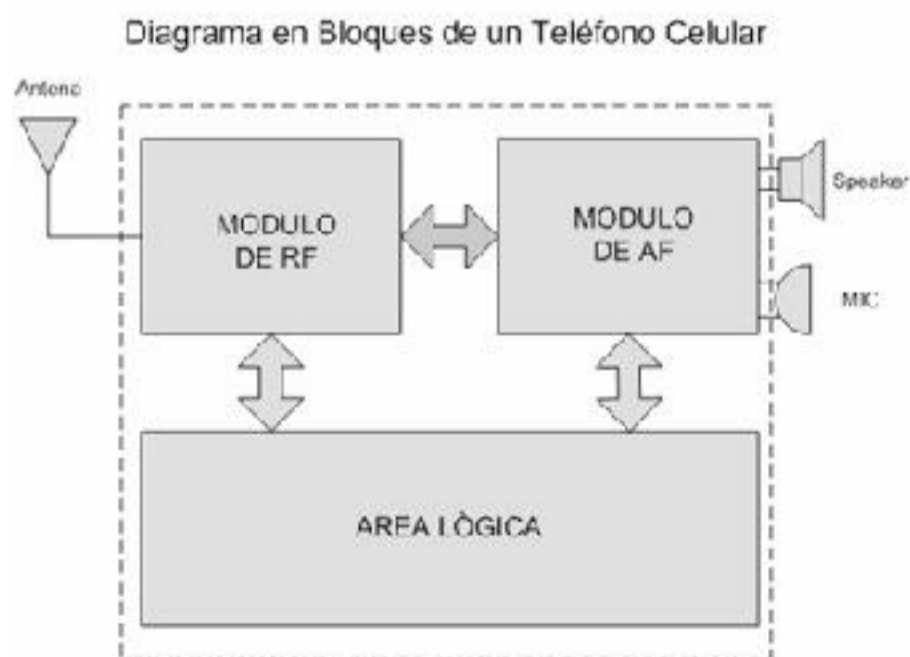 Diagrama en Bloques de un Teléfono Celular
Antena
MODULO
DE RF
MODULO
DE AF
Speaker
MIC
AREA LÒGICA